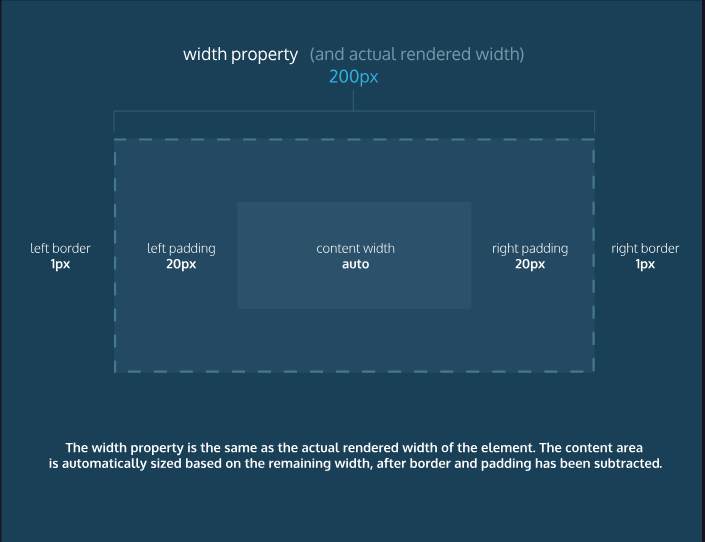 width property (and actual rendered width)
200px
left border
1px
left padding
20px
content width
auto
right padding
20px
right border
1px
The width property is the same as the actual rendered width of the element. The content area
is automatically sized based on the remaining width, after border and padding has been subtracted.